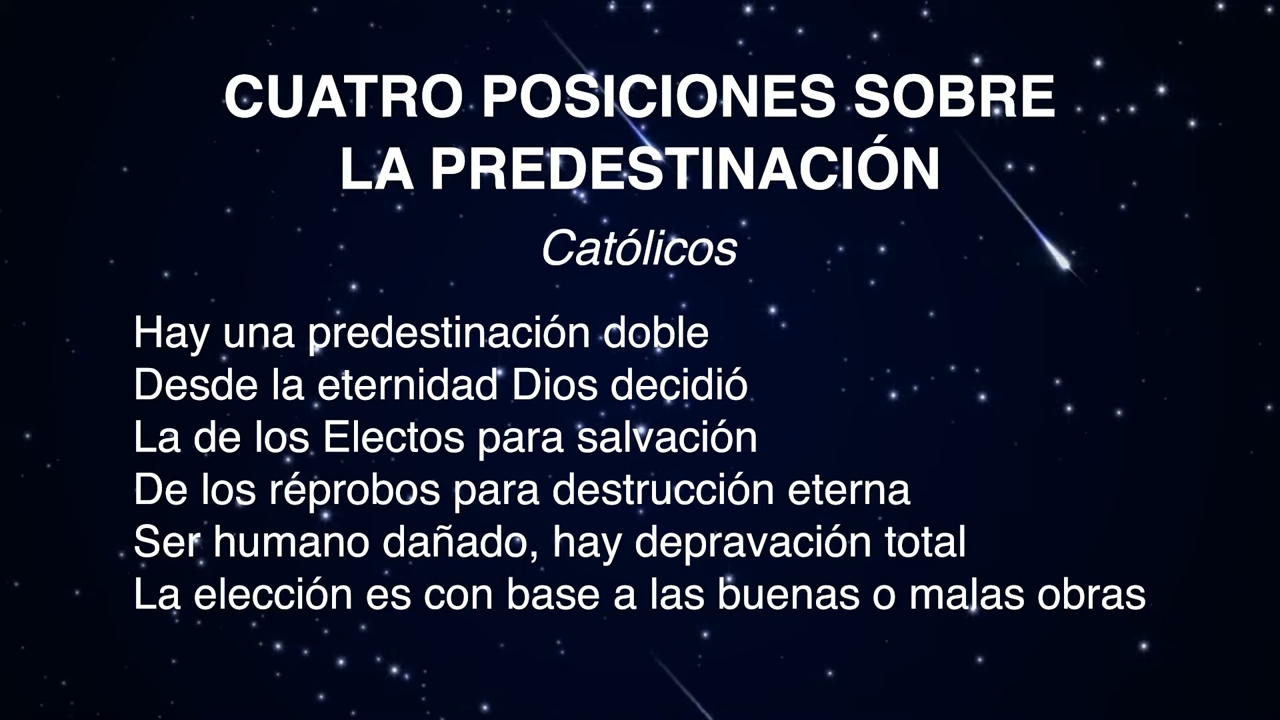 CUATRO POSICIONES SOBRE
LA PREDESTINACIÓN
Católicos
Hay una predestinación doble
Desde la eternidad Dios decidió
La de los Electos para salvación
De los réprobos para destrucción eterna
Ser humano dañado, hay depravación total
La elección es con base a las buenas o malas obras